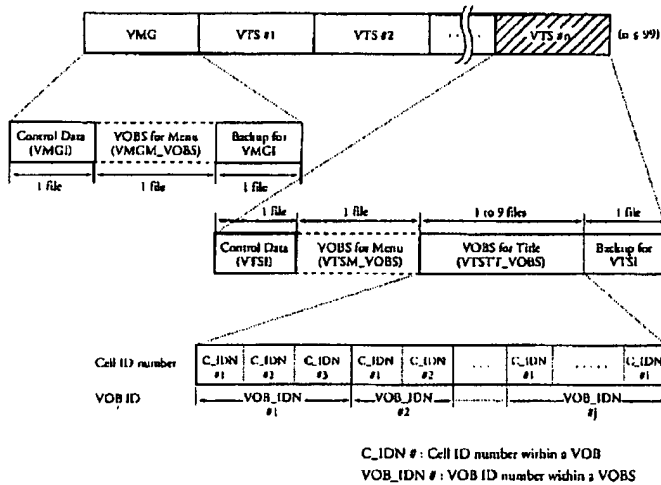 VMG VTS #1 VTS #2 ..... VTS #n (n ≤ 99)
Control Data (VMGI)
VOBS for Menu (VMGM_VOBS)
Backup for VMGI
1 file 1 file 1 file
1 file 1 file 1 to 9 files 1 file
Control Data (VTSI)
VOBS for Menu (VTSM_VOBS)
VOBS for Title (VTSTT_VOBS)
Backup for VTSI
Cell ID number C_IDN #1 C_IDN #2 C_IDN #3 C_IDN #1 C_IDN #2 ... C_IDN #1 ..... C_IDN #i
VOB ID VOB_IDN #1 VOB_IDN #2 VOB_IDN #j
C_IDN # : Cell ID number within a VOB
VOB_IDN # : VOB ID number within a VOBS